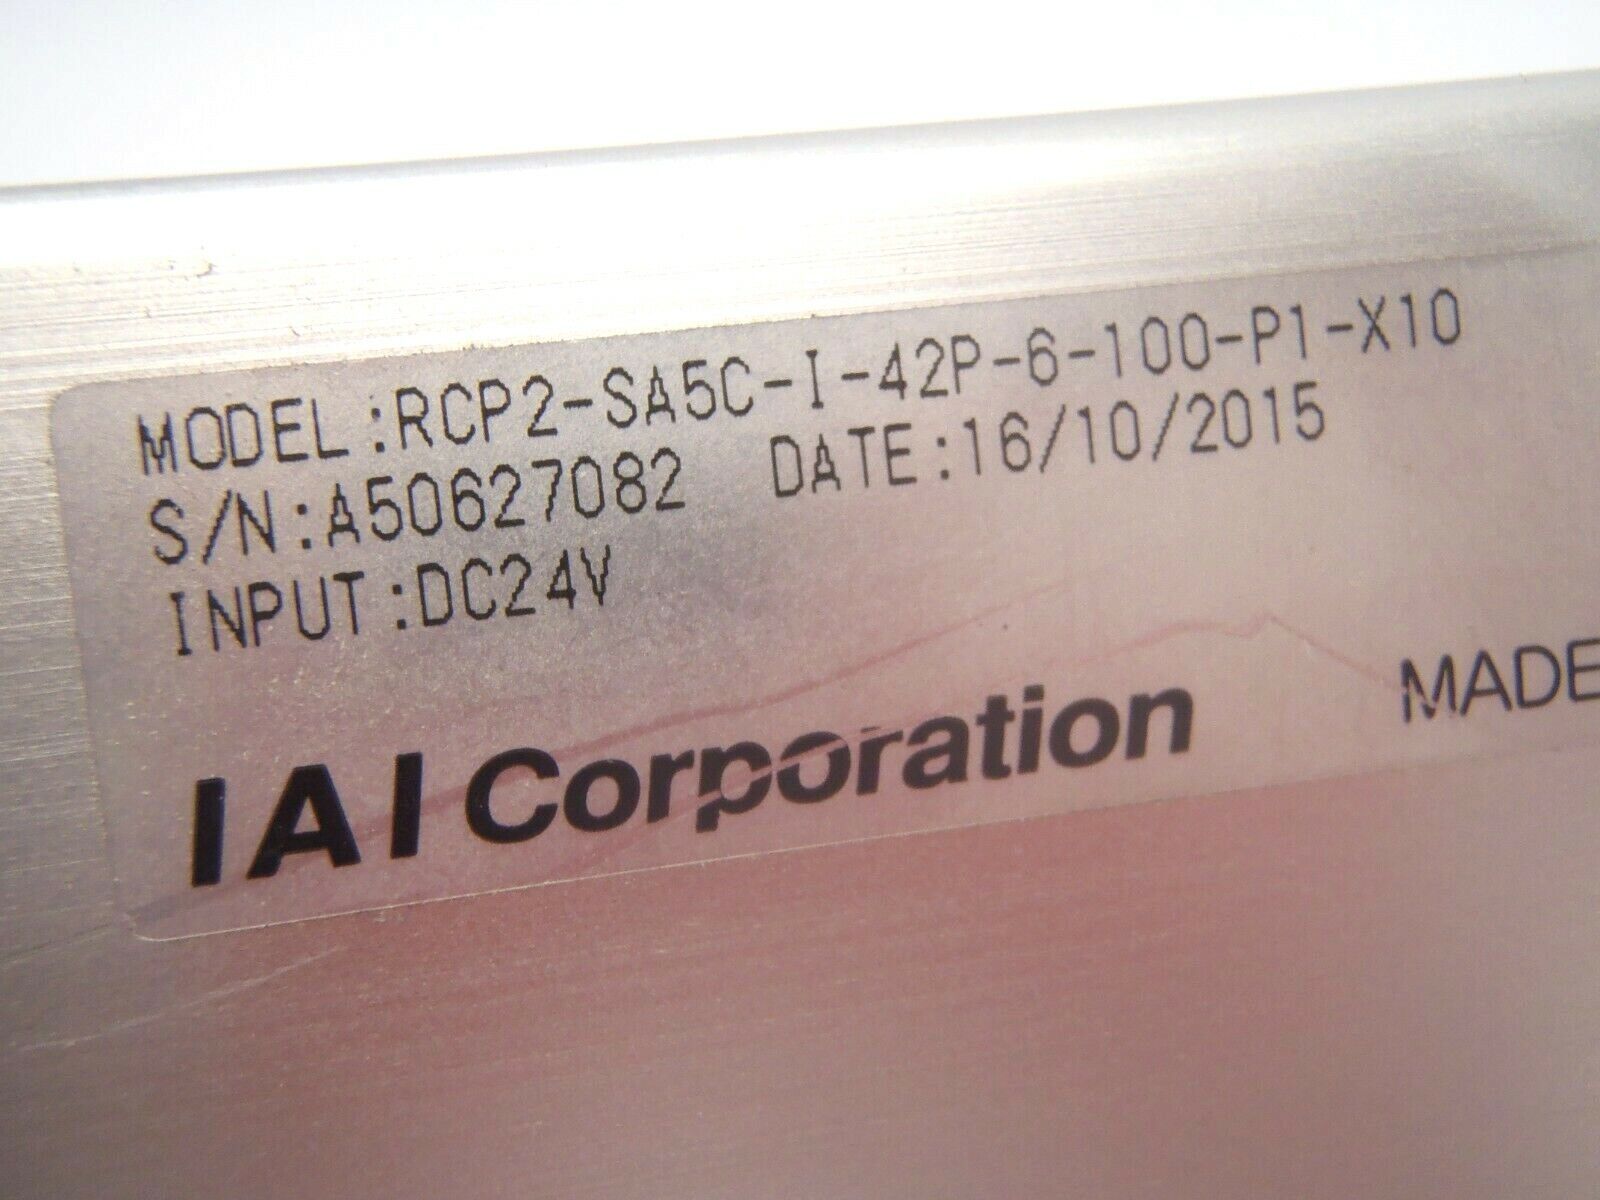 MODEL:RCP2-SA5C-I-42P-6-100-P1-X10
S/N:A50627082 DATE:16/10/2015
INPUT:DC24V
IAI Corporation MADE